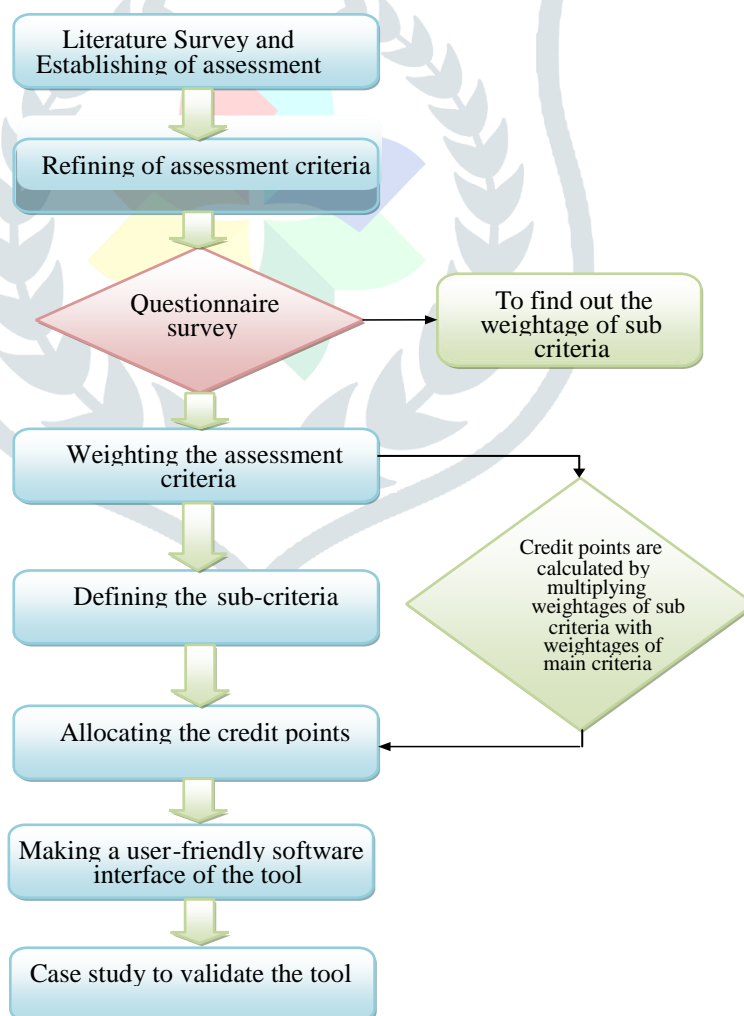 Literature Survey and
Establishing of assessment
Refining of assessment criteria
Questionnaire
survey
To find out the
weightage of sub
criteria
Weighting the assessment
criteria
Credit points are
calculated by
multiplying
weightages of sub
criteria with
weightages of
main criteria
Defining the sub-criteria
Allocating the credit points
Making a user-friendly software
interface of the tool
Case study to validate the tool